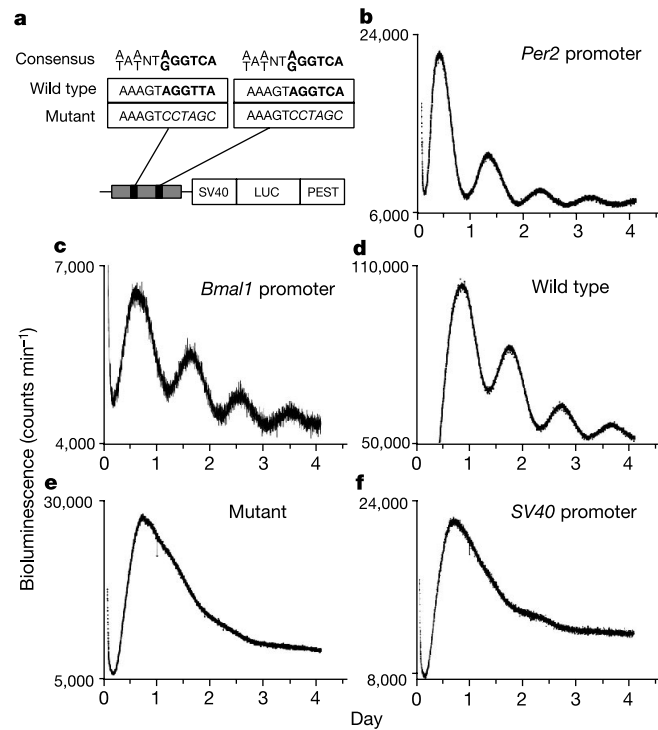 a
Consensus
A/T A A/T NT A/G GGTCA A/T A A/T NT A/G GGTCA
Wild type AAAGTAGGTTA AAAGTAGGTCA
Mutant AAAGTCCTAGC AAAGTCCTAGC
SV40 LUC PEST
b
Per2 promoter
24,000
6,000
0 1 2 3 4
c
Bmal1 promoter
7,000
4,000
0 1 2 3 4
d
Wild type
110,000
50,000
0 1 2 3 4
e
Mutant
30,000
5,000
0 1 2 3 4
f
SV40 promoter
24,000
8,000
0 1 2 3 4
Bioluminescence (counts min⁻¹)
Day